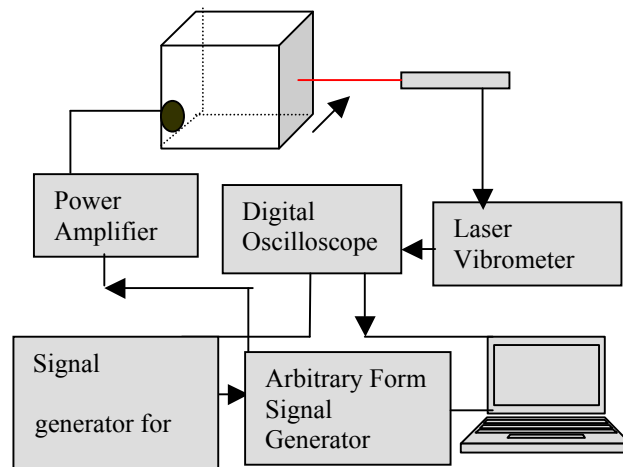 Power
Amplifier
Digital
Oscilloscope
Laser
Vibrometer
Signal
generator for
Arbitrary Form
Signal
Generator